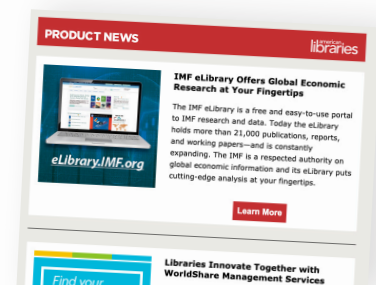 PRODUCT NEWS
american
libraries
IMF eLibrary Offers Global Economic
Research at Your Fingertips
The IMF eLibrary is a free and easy-to-use portal
to IMF research and data. Today the eLibrary
holds more than 21,000 publications, reports,
and working papers—and is constantly
expanding. The IMF is a respected authority on
global economic information and its eLibrary puts
cutting-edge analysis at your fingertips.
eLibrary.IMF.org
Learn More
Find your
Libraries Innovate Together with
WorldShare Management Services